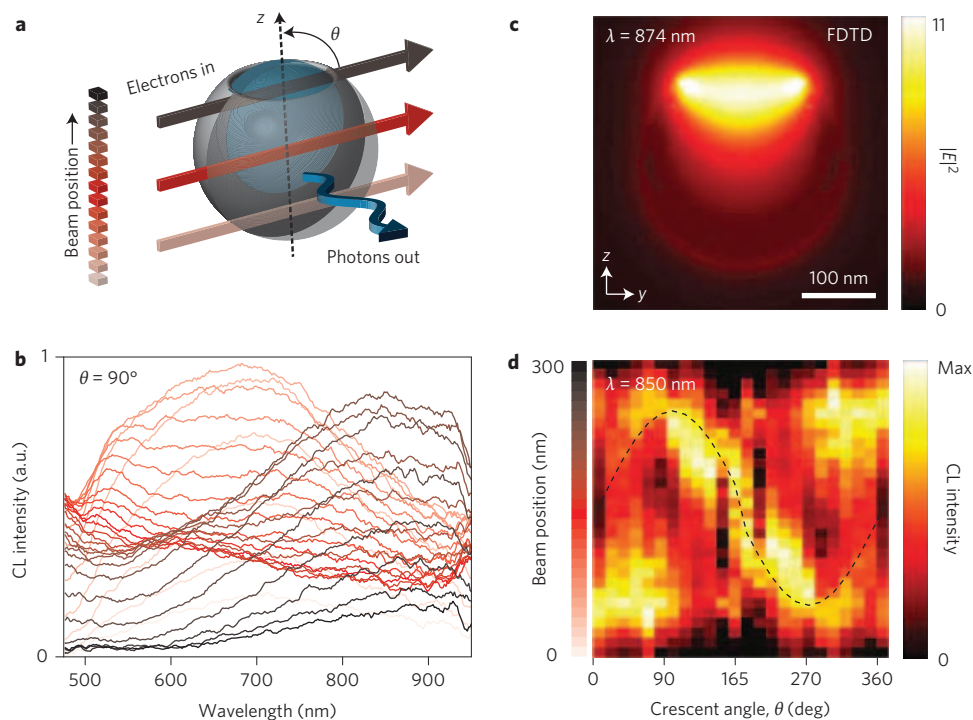 a
z
θ
Electrons in
Beam position
Photons out
c
λ = 874 nm
FDTD
11
|E|²
0
z
y
100 nm
b
1
θ = 90°
CL intensity (a.u.)
0
500 600 700 800 900
Wavelength (nm)
d
300
λ = 850 nm
Max
Beam position (nm)
CL intensity
0
0
0 90 165 270 360
Crescent angle, θ (deg)